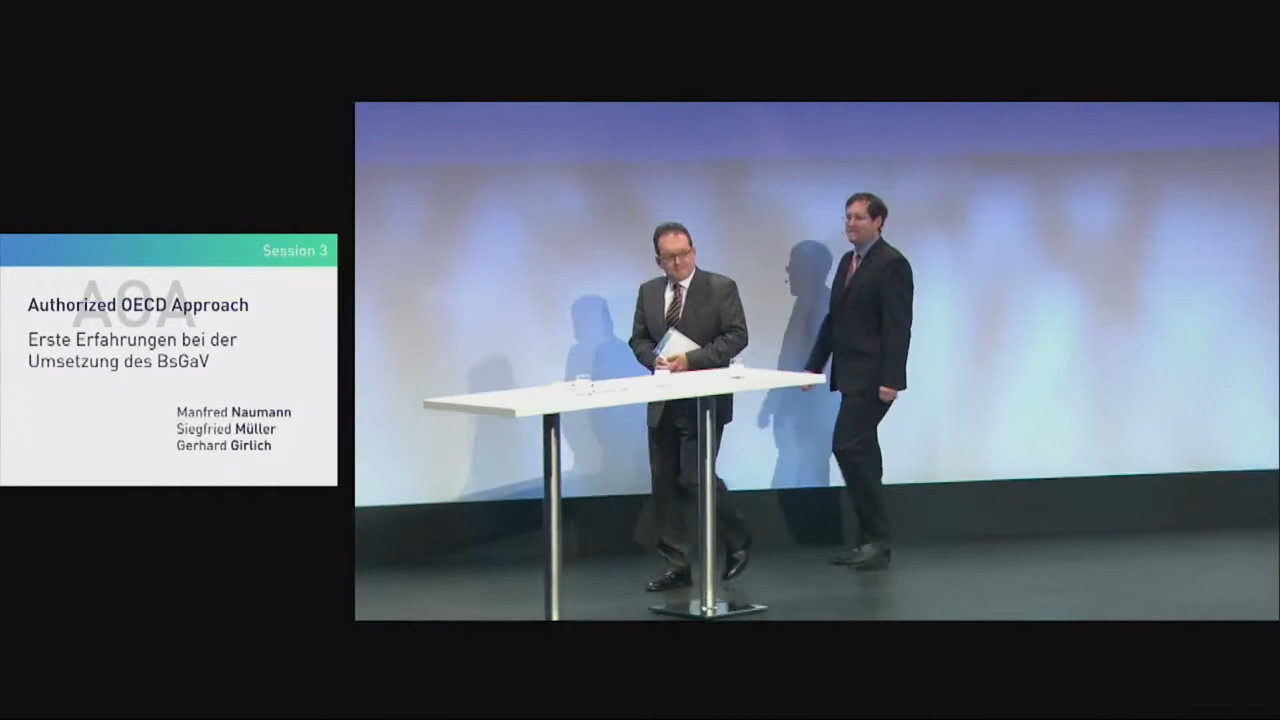 Session 3
AOA
Authorized OECD Approach
Erste Erfahrungen bei der
Umsetzung des BsGaV
Manfred Naumann
Siegfried Müller
Gerhard Girlich